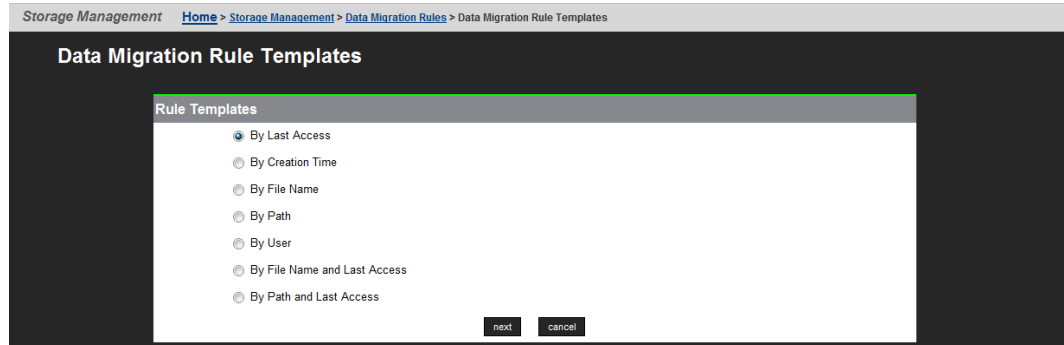 Storage Management Home > Storage Management > Data Migration Rules > Data Migration Rule Templates
Data Migration Rule Templates
Rule Templates
By Last Access
By Creation Time
By File Name
By Path
By User
By File Name and Last Access
By Path and Last Access
next cancel